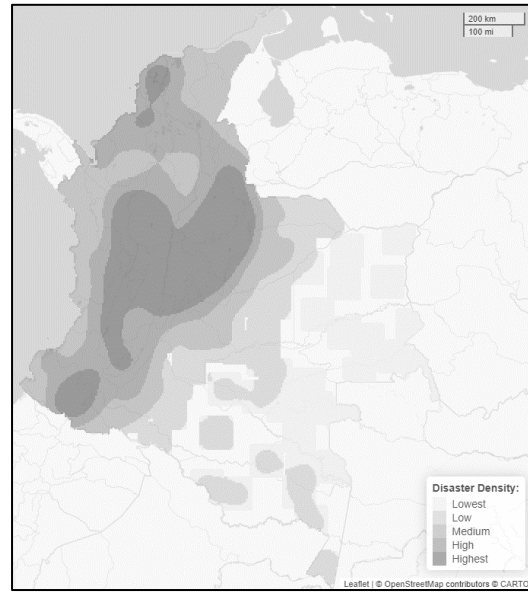 200 km
100 mi
Disaster Density:
Lowest
Low
Medium
High
Highest
Leaflet | © OpenStreetMap contributors © CARTO